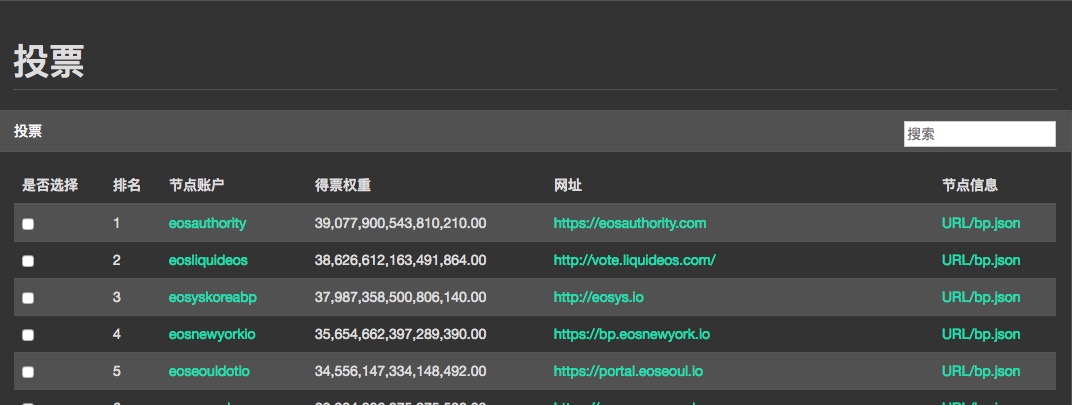 投票
投票 搜索
是否选择 排名 节点账户 得票权重 网址 节点信息
1 eosauthority 39,077,900,543,810,210.00 https://eosauthority.com URL/bp.json
2 eosliquideos 38,626,612,163,491,864.00 http://vote.liquideos.com/ URL/bp.json
3 eosyskoreabp 37,987,358,500,806,140.00 http://eosys.io URL/bp.json
4 eosnewyorkio 35,654,662,397,289,390.00 https://bp.eosnewyork.io URL/bp.json
5 eoseouldotio 34,556,147,334,148,492.00 https://portal.eoseoul.io URL/bp.json